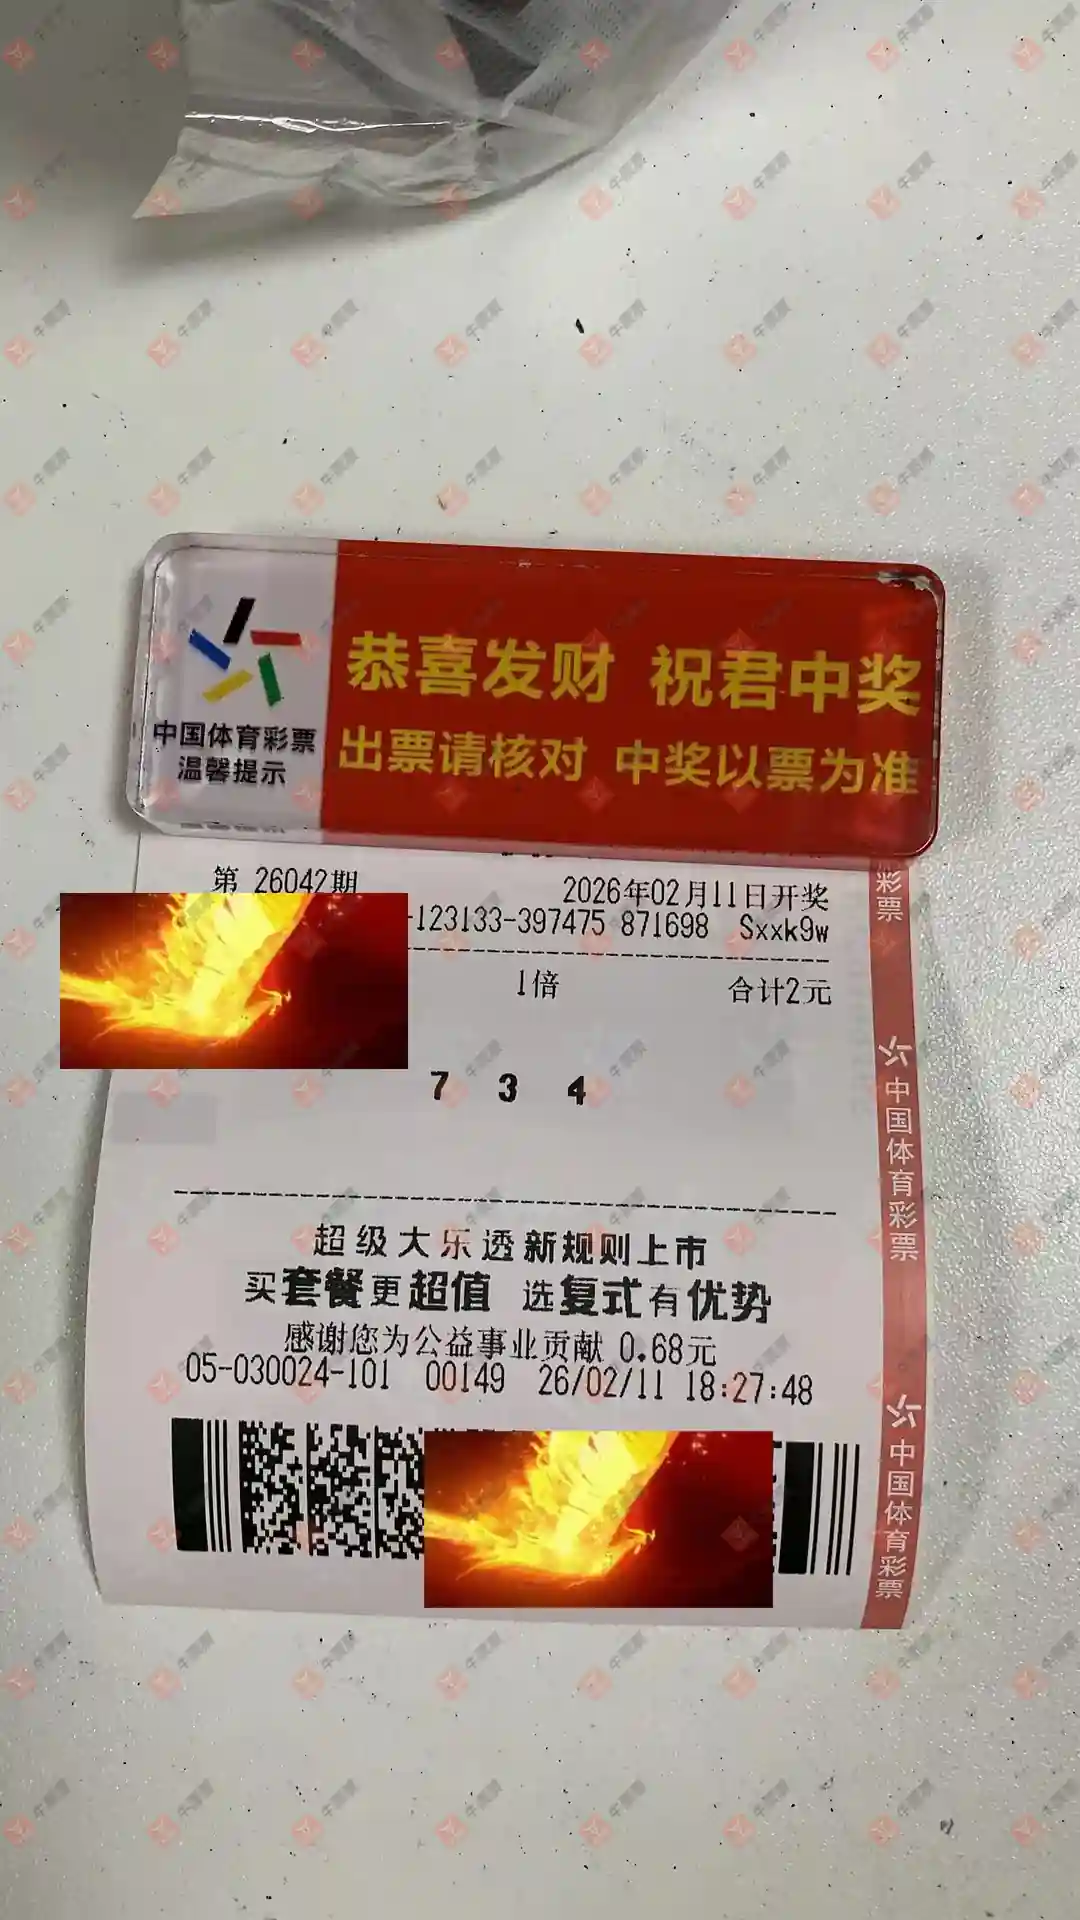 恭喜发财 祝君中奖
出票请核对 中奖以票为准
中国体育彩票
温馨提示
第 26042期
2026年02月11日开奖
-123133-397475 871698 Sxxk9w
1倍 合计2元
7 3 4
超级大乐透新规则上市
买套餐更超值 选复式有优势
感谢您为公益事业贡献 0.68元
05-030024-101 00149 26/02/11 18:27:48
彩票
中国体育彩票
中国体育彩票